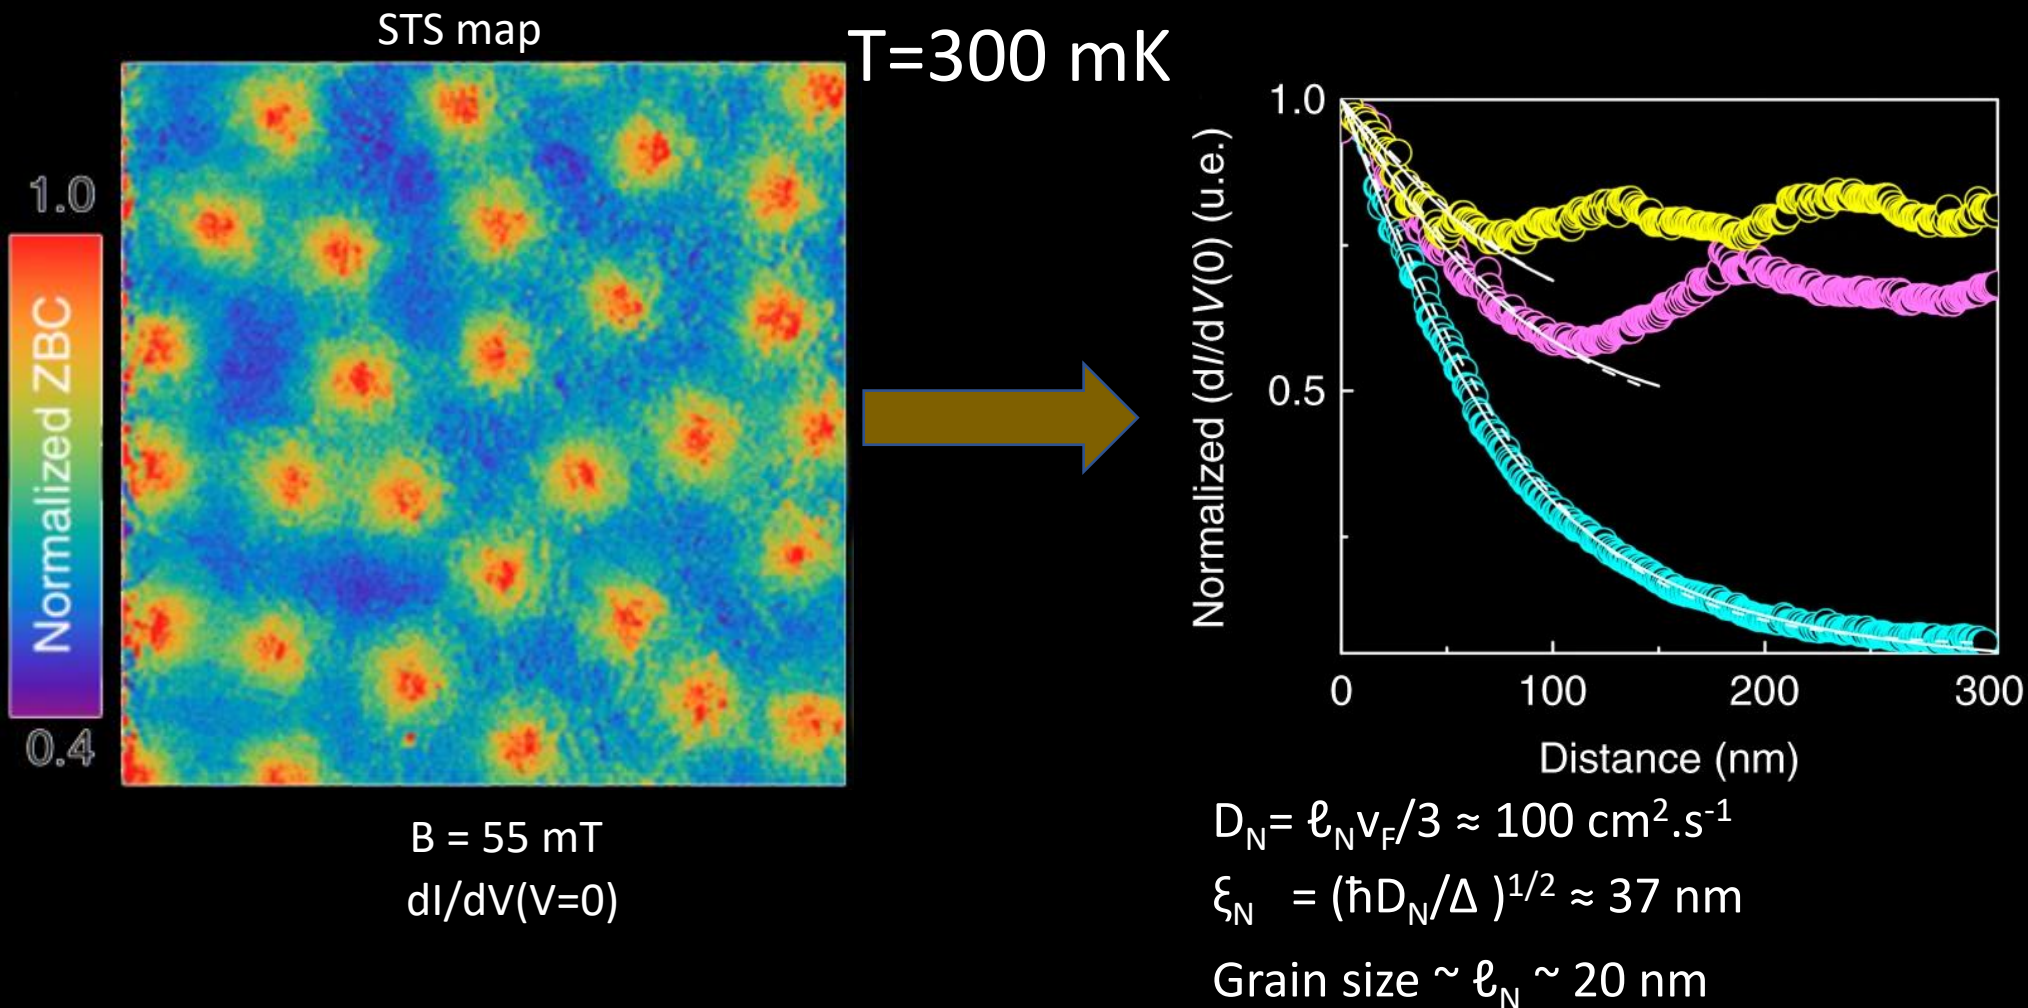 STS map
T=300 mK
1.0
Normalized ZBC
0.4
B = 55 mT
dI/dV(V=0)
Normalized (dI/dV(0) (u.e.)
1.0
0.5
0 100 200 300
Distance (nm)
D_N= ℓ_N v_F/3 ≈ 100 cm².s⁻¹
ξ_N = (ħD_N/Δ )^1/2 ≈ 37 nm
Grain size ~ ℓ_N ~ 20 nm